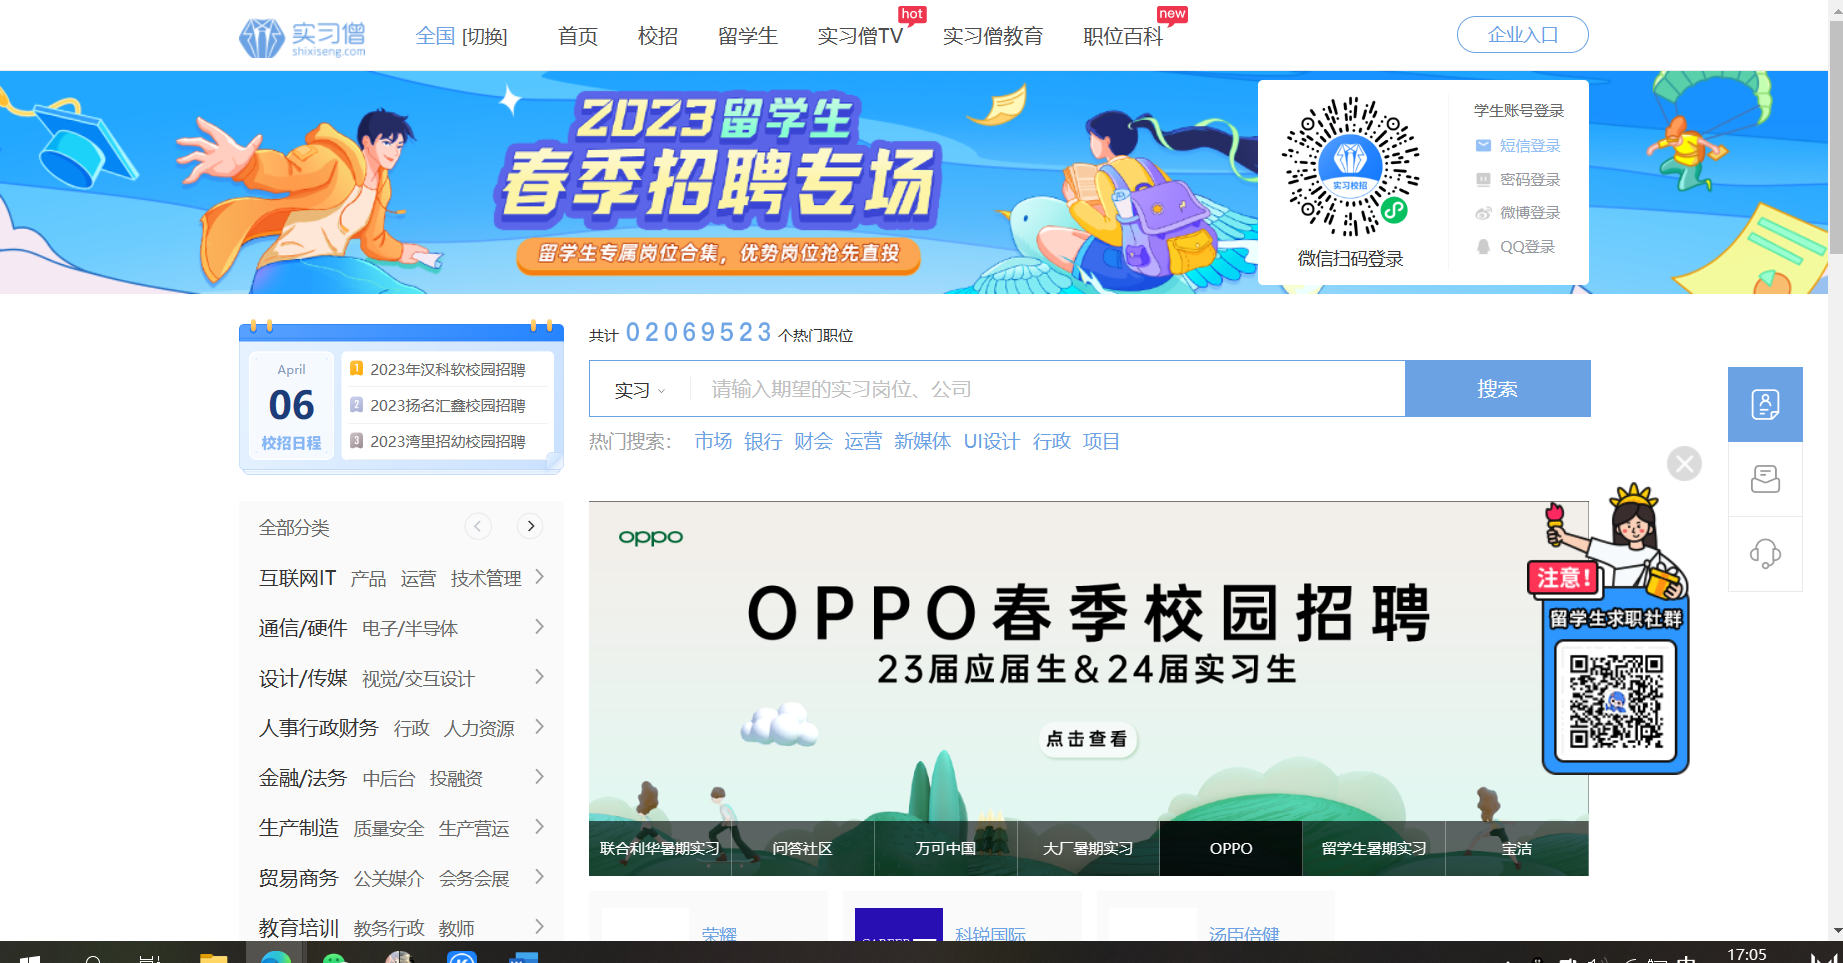 实习僧
shixiseng.com
全国 [切换]
首页
校招
留学生
实习僧TV
hot
实习僧教育
职位百科
new
企业入口
2023留学生
春季招聘专场
留学生专属岗位合集，优势岗位抢先直投
实习校招
微信扫码登录
学生账号登录
短信登录
密码登录
微博登录
QQ登录
April
06
校招日程
1 2023年汉科软校园招聘
2 2023扬名汇鑫校园招聘
3 2023湾里招幼校园招聘
共计 02069523 个热门职位
实习
请输入期望的实习岗位、公司
搜索
热门搜索： 市场 银行 财会 运营 新媒体 UI设计 行政 项目
全部分类
互联网IT 产品 运营 技术管理
通信/硬件 电子/半导体
设计/传媒 视觉/交互设计
人事行政财务 行政 人力资源
金融/法务 中后台 投融资
生产制造 质量安全 生产营运
贸易商务 公关媒介 会务会展
教育培训 教务行政 教师
oppo
OPPO春季校园招聘
23届应届生&24届实习生
点击查看
联合利华暑期实习
问答社区
万可中国
大厂暑期实习
OPPO
留学生暑期实习
宝洁
注意！
留学生求职社群
荣耀
科锐国际
汤臣倍健
中
17:05